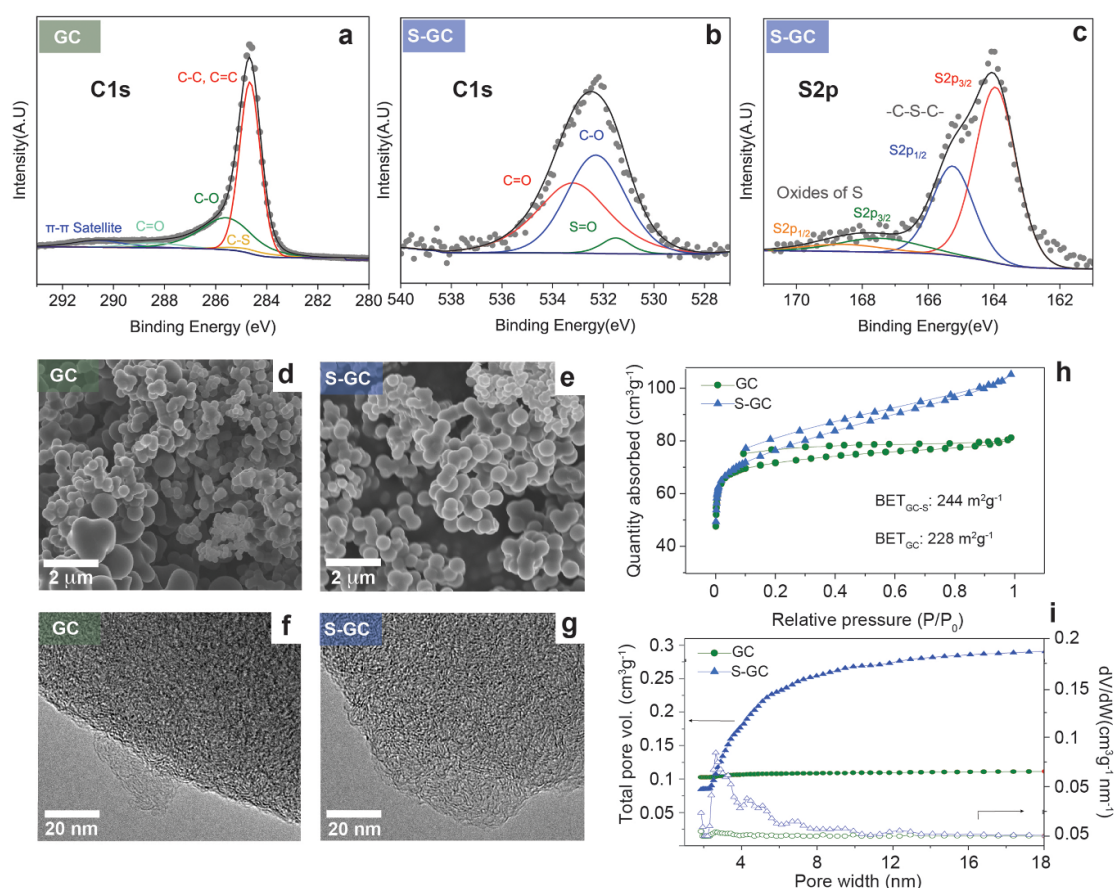 GC
a
C1s
C-C, C=C
C-O
C=O
π-π Satellite
C-S
Intensity(A.U)
292 290 288 286 284 282 280
Binding Energy (eV)
S-GC
b
C1s
C-O
C=O
S=O
Intensity(A.U)
540 538 536 534 532 530 528
Binding Energy(eV)
S-GC
c
S2p
S2p3/2
-C-S-C-
S2p1/2
Oxides of S
S2p3/2
S2p1/2
Intensity(A.U)
170 168 166 164 162
Binding Energy(eV)
GC
d
2 μm
S-GC
e
2 μm
h
GC
S-GC
100
80
60
40
Quantity absorbed (cm³g⁻¹)
BETGC-S: 244 m²g⁻¹
BETGC: 228 m²g⁻¹
0 0.2 0.4 0.6 0.8 1
Relative pressure (P/P0)
GC
f
20 nm
S-GC
g
20 nm
i
GC
S-GC
0.3
0.25
0.2
0.15
0.1
0.05
Total pore vol. (cm³g⁻¹)
0.2
0.15
0.10
0.05
0.05
dV/dW(cm³g⁻¹ nm⁻¹)
4 8 12 16 18
Pore width (nm)